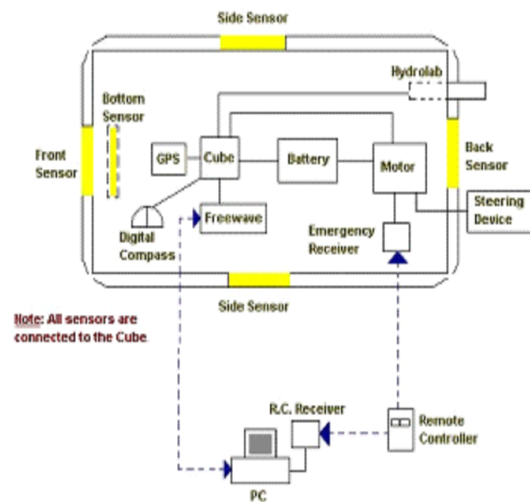 Side Sensor
Hydrolab
Bottom
Sensor
Front
Sensor
GPS
Cube
Battery
Motor
Back
Sensor
Steering
Device
Digital
Compass
Freewave
Emergency
Receiver
Side Sensor
Note: All sensors are
connected to the Cube.
R.C. Receiver
Remote
Controller
PC